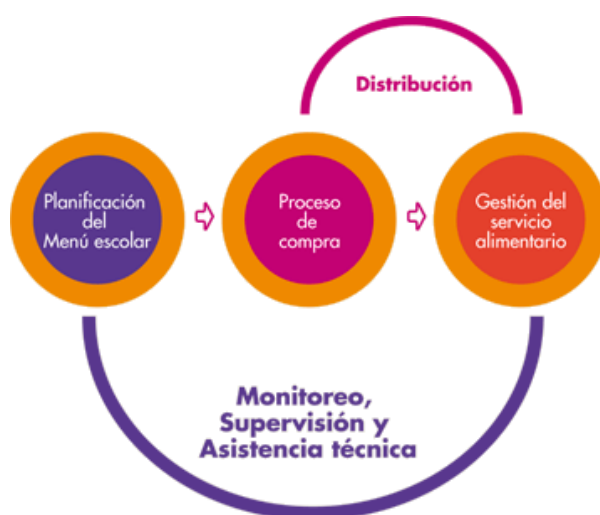 Distribución
Planificación
del
Menú escolar
Proceso
de
compra
Gestión del
servicio
alimentario
Monitoreo,
Supervisión y
Asistencia técnica